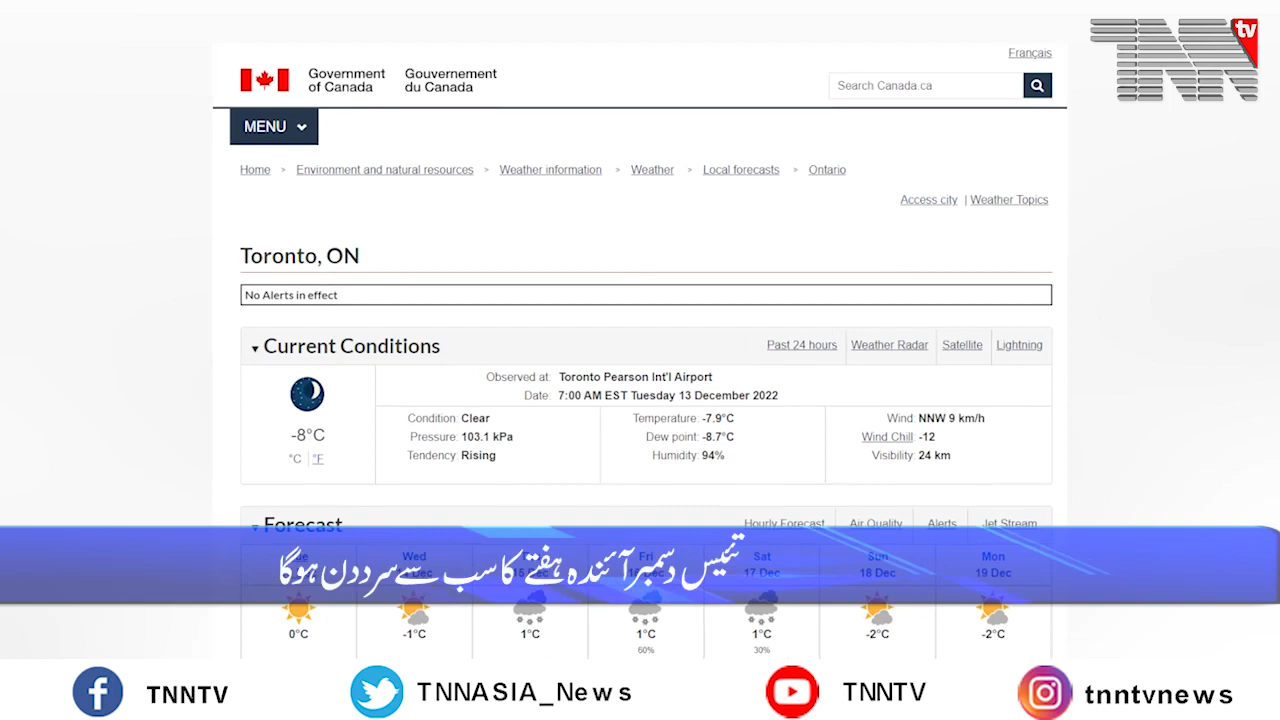 TNN tv
Français
Government of Canada
Gouvernement du Canada
Search Canada.ca
MENU
Home > Environment and natural resources > Weather information > Weather > Local forecasts > Ontario
Access city | Weather Topics
Toronto, ON
No Alerts in effect
Current Conditions
Past 24 hours Weather Radar Satellite Lightning
Observed at: Toronto Pearson Int'l Airport
Date: 7:00 AM EST Tuesday 13 December 2022
-8°C
°C °F
Condition: Clear
Pressure: 103.1 kPa
Tendency: Rising
Temperature: -7.9°C
Dew point: -8.7°C
Humidity: 94%
Wind: NNW 9 km/h
Wind Chill -12
Visibility: 24 km
Forecast
Hourly Forecast Air Quality Alerts Jet Stream
Wed Fri Sat Sun Mon
17 Dec 18 Dec 19 Dec
تئیس دسمبر آئندہ ہفتے کا سب سے سرد دن ہوگا
0°C -1°C 1°C 1°C 1°C -2°C -2°C
60% 30%
TNNTV TNNASIA_News TNNTV tnntvnews